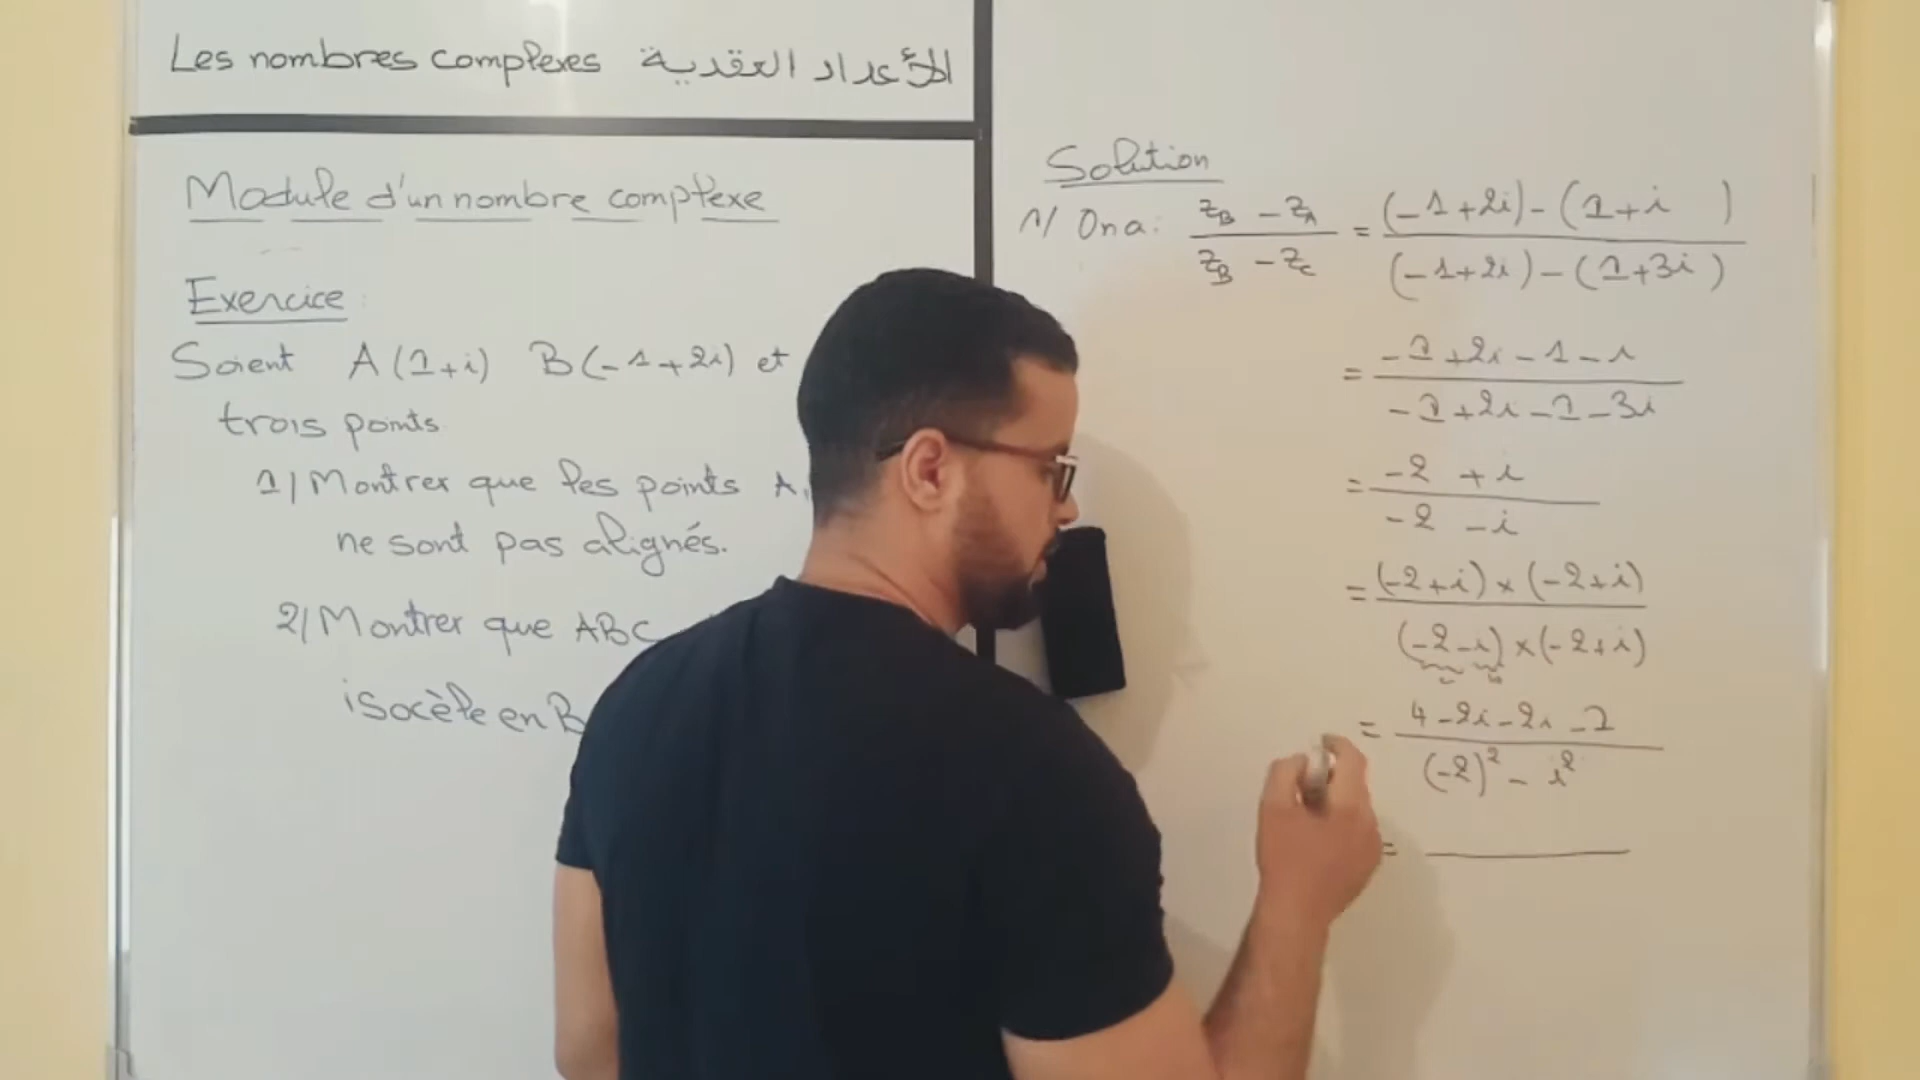 Les nombres complexes الأعداد العقدية
Module d'un nombre complexe
Exercice :
Soient A(1+i) B(-1+2i) et
trois points
1/ Montrer que les points A,
ne sont pas alignés.
2/ Montrer que ABC
isocèle en B
Solution
1/ On a : (z_B - z_A)/(z_B - z_C) = ((-1+2i)-(1+i))/((-1+2i)-(1+3i))
= (-1+2i-1-i)/(-1+2i-1-3i)
= (-2+i)/(-2-i)
= ((-2+i)×(-2+i))/((-2-i)×(-2+i))
= (4-2i-2i-1)/((-2)²-i²)
=